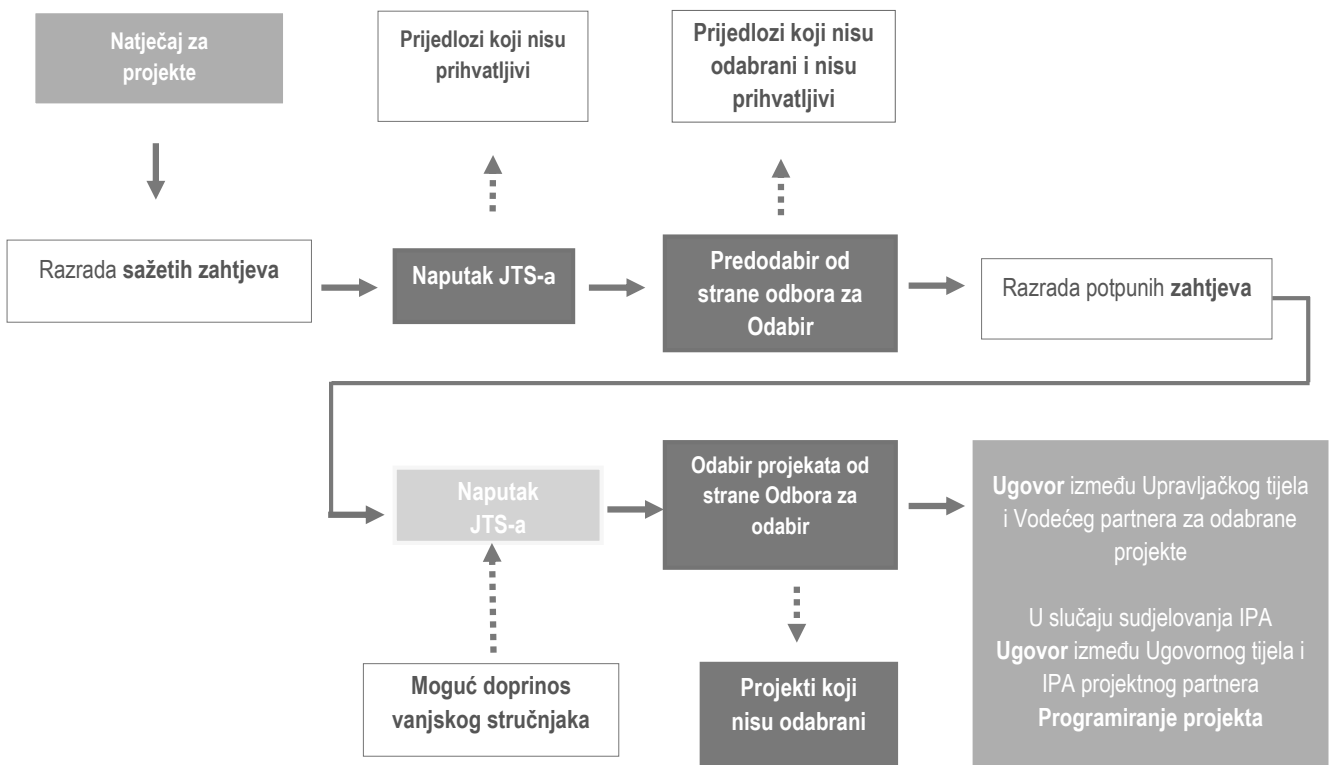 Natječaj za
projekte
Prijedlozi koji nisu
prihvatljivi
Prijedlozi koji nisu
odabrani i nisu
prihvatljivi
Razrada sažetih zahtjeva
Naputak JTS-a
Predodabir od
strane odbora za
Odabir
Razrada potpunih zahtjeva
Naputak
JTS-a
Odabir projekata od
strane Odbora za
odabir
Ugovor između Upravljačkog tijela
i Vodećeg partnera za odabrane
projekte
U slučaju sudjelovanja IPA
Ugovor između Ugovornog tijela i
IPA projektnog partnera
Programiranje projekta
Moguć doprinos
vanjskog stručnjaka
Projekti koji
nisu odabrani